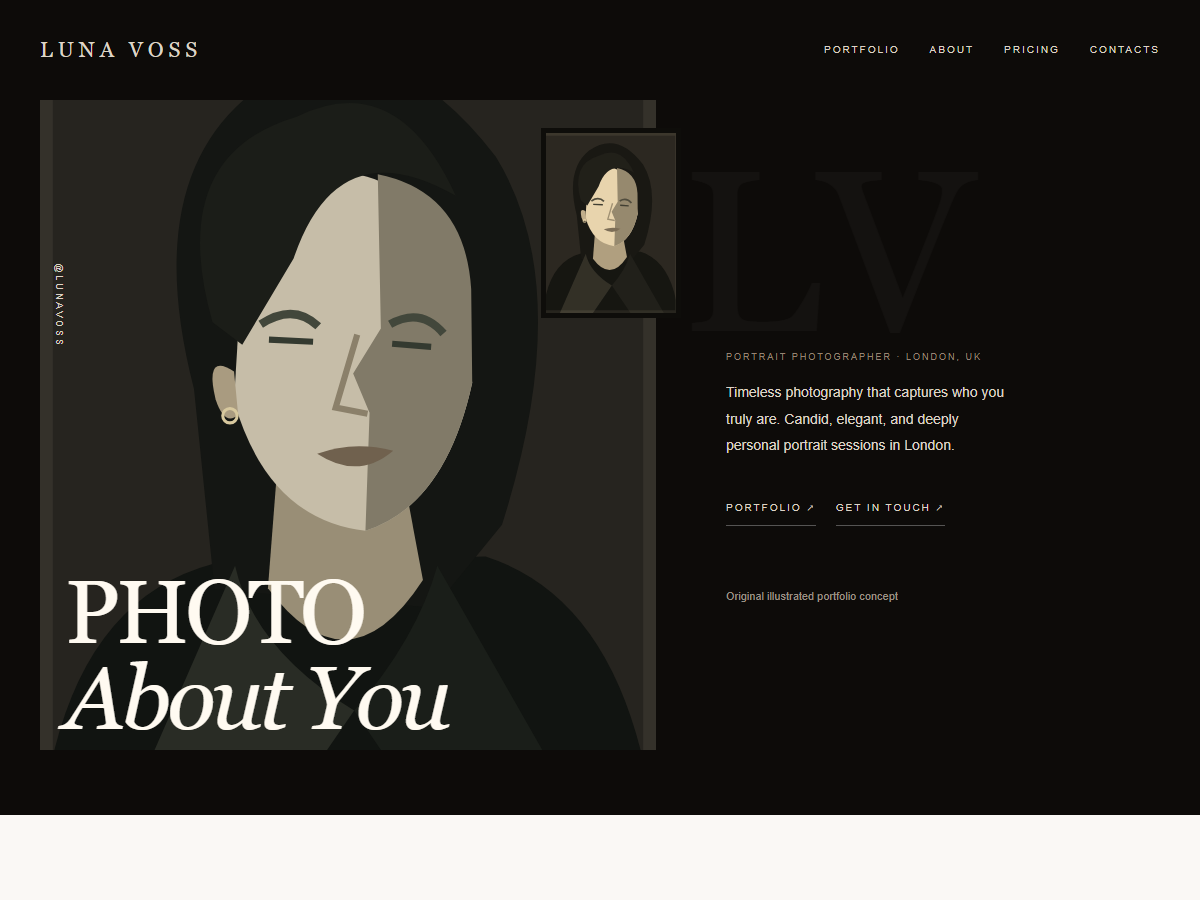 LUNA VOSS
PORTFOLIO
ABOUT
PRICING
CONTACTS
@LUNAVOSS
LV
PORTRAIT PHOTOGRAPHER · LONDON, UK
Timeless photography that captures who you
truly are. Candid, elegant, and deeply
personal portrait sessions in London.
PORTFOLIO ↗
GET IN TOUCH ↗
Original illustrated portfolio concept
PHOTO
About You